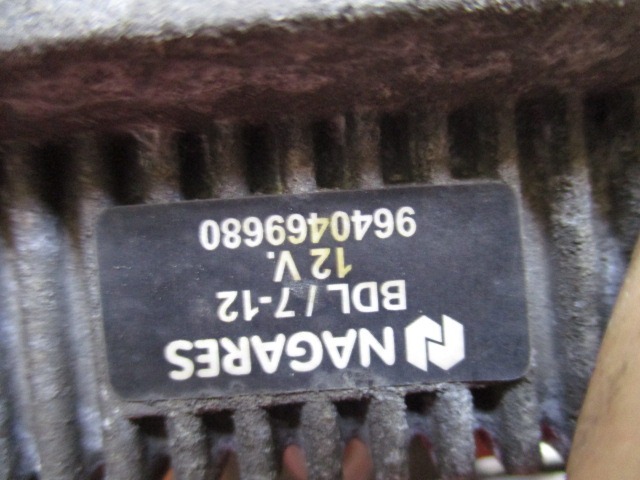 NAGARES
BDL / 7-12
12 V.
9640469680